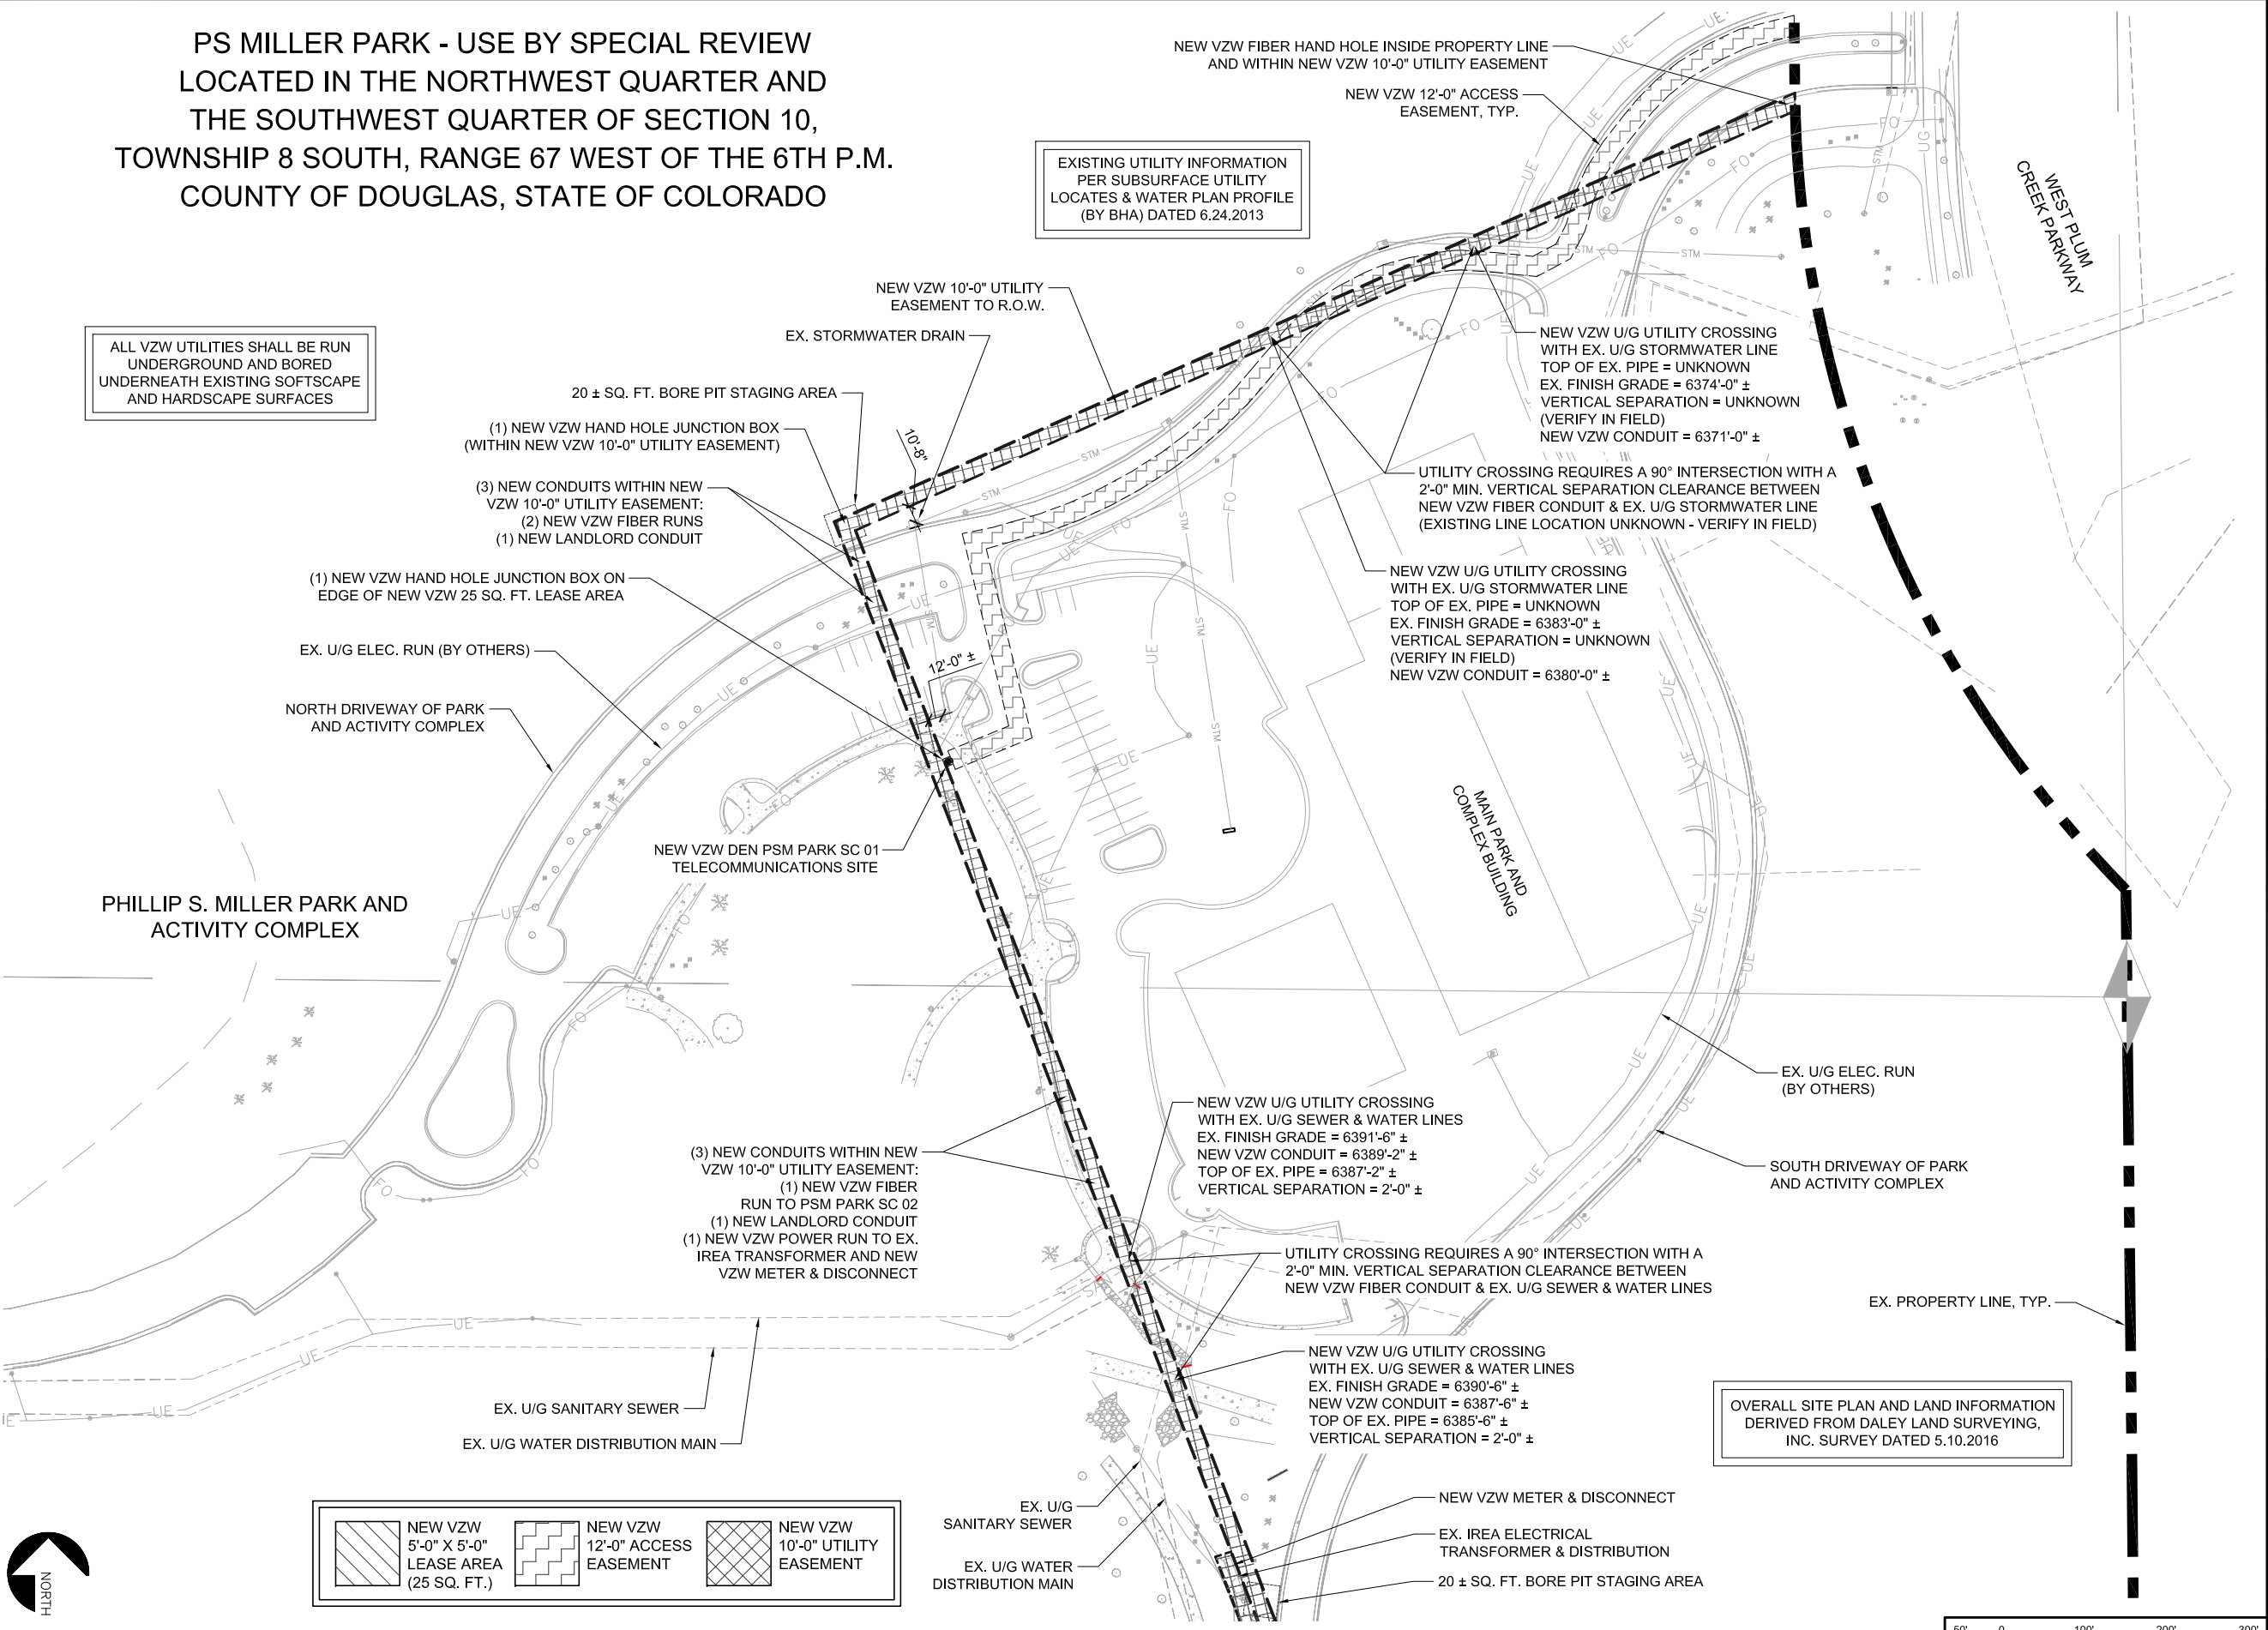 PS MILLER PARK - USE BY SPECIAL REVIEW
LOCATED IN THE NORTHWEST QUARTER AND
THE SOUTHWEST QUARTER OF SECTION 10,
TOWNSHIP 8 SOUTH, RANGE 67 WEST OF THE 6TH P.M.
COUNTY OF DOUGLAS, STATE OF COLORADO
NEW VZW FIBER HAND HOLE INSIDE PROPERTY LINE
AND WITHIN NEW VZW 10'-0" UTILITY EASEMENT
NEW VZW 12'-0" ACCESS
EASEMENT, TYP.
EXISTING UTILITY INFORMATION
PER SUBSURFACE UTILITY
LOCATES & WATER PLAN PROFILE
(BY BHA) DATED 6.24.2013
WEST PLUM
CREEK PARKWAY
NEW VZW 10'-0" UTILITY
EASEMENT TO R.O.W.
EX. STORMWATER DRAIN
ALL VZW UTILITIES SHALL BE RUN
UNDERGROUND AND BORED
UNDERNEATH EXISTING SOFTSCAPE
AND HARDSCAPE SURFACES
20 ± SQ. FT. BORE PIT STAGING AREA
(1) NEW VZW HAND HOLE JUNCTION BOX
(WITHIN NEW VZW 10'-0" UTILITY EASEMENT)
10'-8"
(3) NEW CONDUITS WITHIN NEW
VZW 10'-0" UTILITY EASEMENT:
(2) NEW VZW FIBER RUNS
(1) NEW LANDLORD CONDUIT
(1) NEW VZW HAND HOLE JUNCTION BOX ON
EDGE OF NEW VZW 25 SQ. FT. LEASE AREA
EX. U/G ELEC. RUN (BY OTHERS)
NORTH DRIVEWAY OF PARK
AND ACTIVITY COMPLEX
12'-0" ±
NEW VZW U/G UTILITY CROSSING
WITH EX. U/G STORMWATER LINE
TOP OF EX. PIPE = UNKNOWN
EX. FINISH GRADE = 6374'-0" ±
VERTICAL SEPARATION = UNKNOWN
(VERIFY IN FIELD)
NEW VZW CONDUIT = 6371'-0" ±
UTILITY CROSSING REQUIRES A 90° INTERSECTION WITH A
2'-0" MIN. VERTICAL SEPARATION CLEARANCE BETWEEN
NEW VZW FIBER CONDUIT & EX. U/G STORMWATER LINE
(EXISTING LINE LOCATION UNKNOWN - VERIFY IN FIELD)
NEW VZW U/G UTILITY CROSSING
WITH EX. U/G STORMWATER LINE
TOP OF EX. PIPE = UNKNOWN
EX. FINISH GRADE = 6383'-0" ±
VERTICAL SEPARATION = UNKNOWN
(VERIFY IN FIELD)
NEW VZW CONDUIT = 6380'-0" ±
MAIN PARK AND
COMPLEX BUILDING
NEW VZW DEN PSM PARK SC 01
TELECOMMUNICATIONS SITE
PHILLIP S. MILLER PARK AND
ACTIVITY COMPLEX
EX. U/G ELEC. RUN
(BY OTHERS)
NEW VZW U/G UTILITY CROSSING
WITH EX. U/G SEWER & WATER LINES
EX. FINISH GRADE = 6391'-6" ±
NEW VZW CONDUIT = 6389'-2" ±
TOP OF EX. PIPE = 6387'-2" ±
VERTICAL SEPARATION = 2'-0" ±
(3) NEW CONDUITS WITHIN NEW
VZW 10'-0" UTILITY EASEMENT:
(1) NEW VZW FIBER
RUN TO PSM PARK SC 02
(1) NEW LANDLORD CONDUIT
(1) NEW VZW POWER RUN TO EX.
IREA TRANSFORMER AND NEW
VZW METER & DISCONNECT
SOUTH DRIVEWAY OF PARK
AND ACTIVITY COMPLEX
UTILITY CROSSING REQUIRES A 90° INTERSECTION WITH A
2'-0" MIN. VERTICAL SEPARATION CLEARANCE BETWEEN
NEW VZW FIBER CONDUIT & EX. U/G SEWER & WATER LINES
EX. PROPERTY LINE, TYP.
NEW VZW U/G UTILITY CROSSING
WITH EX. U/G SEWER & WATER LINES
EX. FINISH GRADE = 6390'-6" ±
NEW VZW CONDUIT = 6387'-6" ±
TOP OF EX. PIPE = 6385'-6" ±
VERTICAL SEPARATION = 2'-0" ±
EX. U/G SANITARY SEWER
EX. U/G WATER DISTRIBUTION MAIN
OVERALL SITE PLAN AND LAND INFORMATION
DERIVED FROM DALEY LAND SURVEYING,
INC. SURVEY DATED 5.10.2016
NEW VZW METER & DISCONNECT
EX. IREA ELECTRICAL
TRANSFORMER & DISTRIBUTION
20 ± SQ. FT. BORE PIT STAGING AREA
EX. U/G
SANITARY SEWER
EX. U/G WATER
DISTRIBUTION MAIN
NEW VZW
5'-0" X 5'-0"
LEASE AREA
(25 SQ. FT.)
NEW VZW
12'-0" ACCESS
EASEMENT
NEW VZW
10'-0" UTILITY
EASEMENT
NORTH